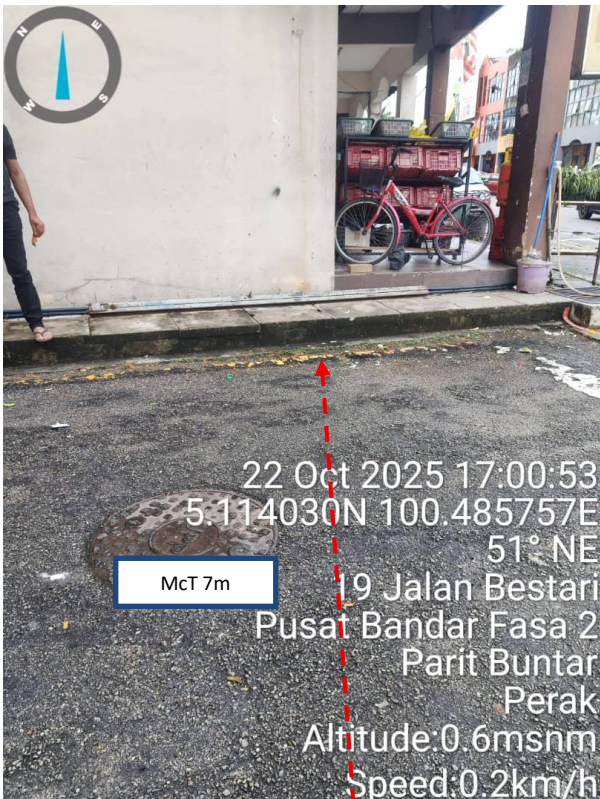 N
E
W
S
22 Oct 2025 17:00:53
5.114030N 100.485757E
51° NE
McT 7m
19 Jalan Bestari
Pusat Bandar Fasa 2
Parit Buntar
Perak
Altitude:0.6msnm
Speed:0.2km/h